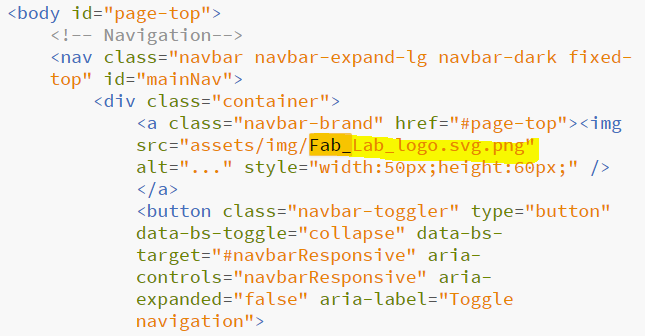 <body id="page-top">
<!-- Navigation-->
<nav class="navbar navbar-expand-lg navbar-dark fixed-
top" id="mainNav">
<div class="container">
<a class="navbar-brand" href="#page-top"><img
src="assets/img/Fab_Lab_logo.svg.png"
alt="..." style="width:50px;height:60px;" />
</a>
<button class="navbar-toggler" type="button"
data-bs-toggle="collapse" data-bs-
target="#navbarResponsive" aria-
controls="navbarResponsive" aria-
expanded="false" aria-label="Toggle
navigation">